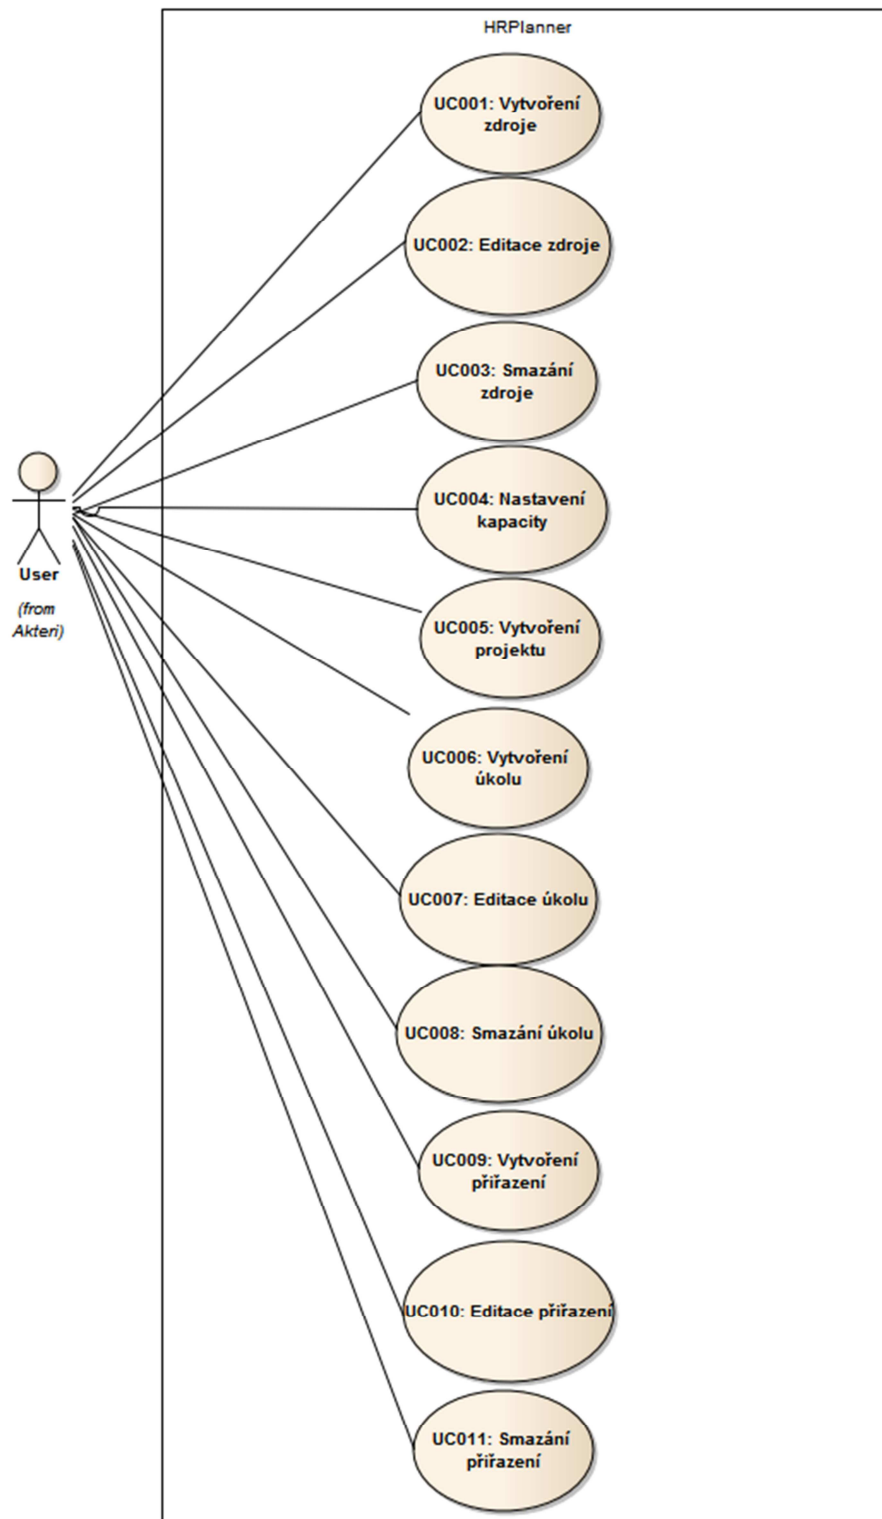 HRPlanner
UC001: Vytvoření
zdroje
UC002: Editace zdroje
UC003: Smazání
zdroje
UC004: Nastavení
kapacity
User
(from
Akteri)
UC005: Vytvoření
projektu
UC006: Vytvoření
úkolu
UC007: Editace úkolu
UC008: Smazání úkolu
UC009: Vytvoření
přiřazení
UC010: Editace přiřazení
UC011: Smazání
přiřazení